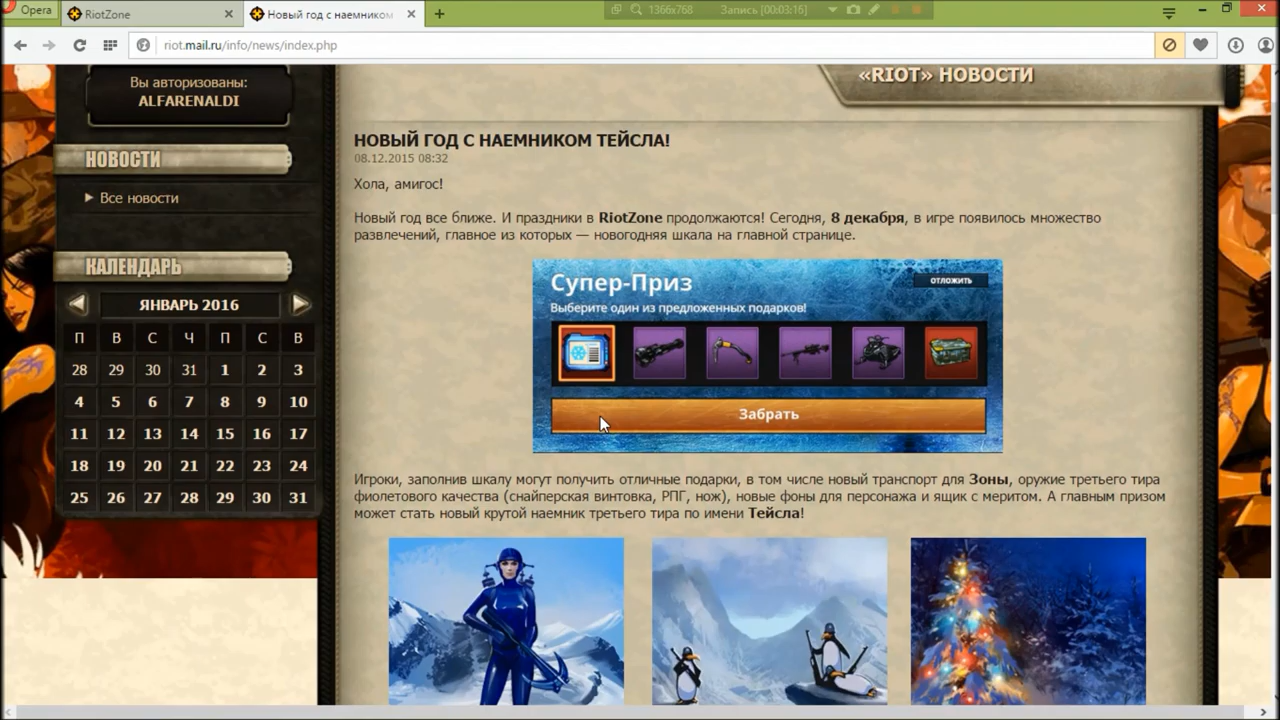 Opera
RiotZone
Новый год с наемником
1366x768
Запись [00:03:16]
riot.mail.ru/info/news/index.php
Вы авторизованы:
ALFARENALDI
НОВОСТИ
Все новости
КАЛЕНДАРЬ
ЯНВАРЬ 2016
П В С Ч П С В
28 29 30 31 1 2 3
4 5 6 7 8 9 10
11 12 13 14 15 16 17
18 19 20 21 22 23 24
25 26 27 28 29 30 31
«RIOT» НОВОСТИ
НОВЫЙ ГОД С НАЕМНИКОМ ТЕЙСЛА!
08.12.2015 08:32
Хола, амигос!
Новый год все ближе. И праздники в RiotZone продолжаются! Сегодня, 8 декабря, в игре появилось множество
развлечений, главное из которых — новогодняя шкала на главной странице.
Супер-Приз
ОТЛОЖИТЬ
Выберите один из предложенных подарков!
Забрать
Игроки, заполнив шкалу могут получить отличные подарки, в том числе новый транспорт для Зоны, оружие третьего тира
фиолетового качества (снайперская винтовка, РПГ, нож), новые фоны для персонажа и ящик с меритом. А главным призом
может стать новый крутой наемник третьего тира по имени Тейсла!